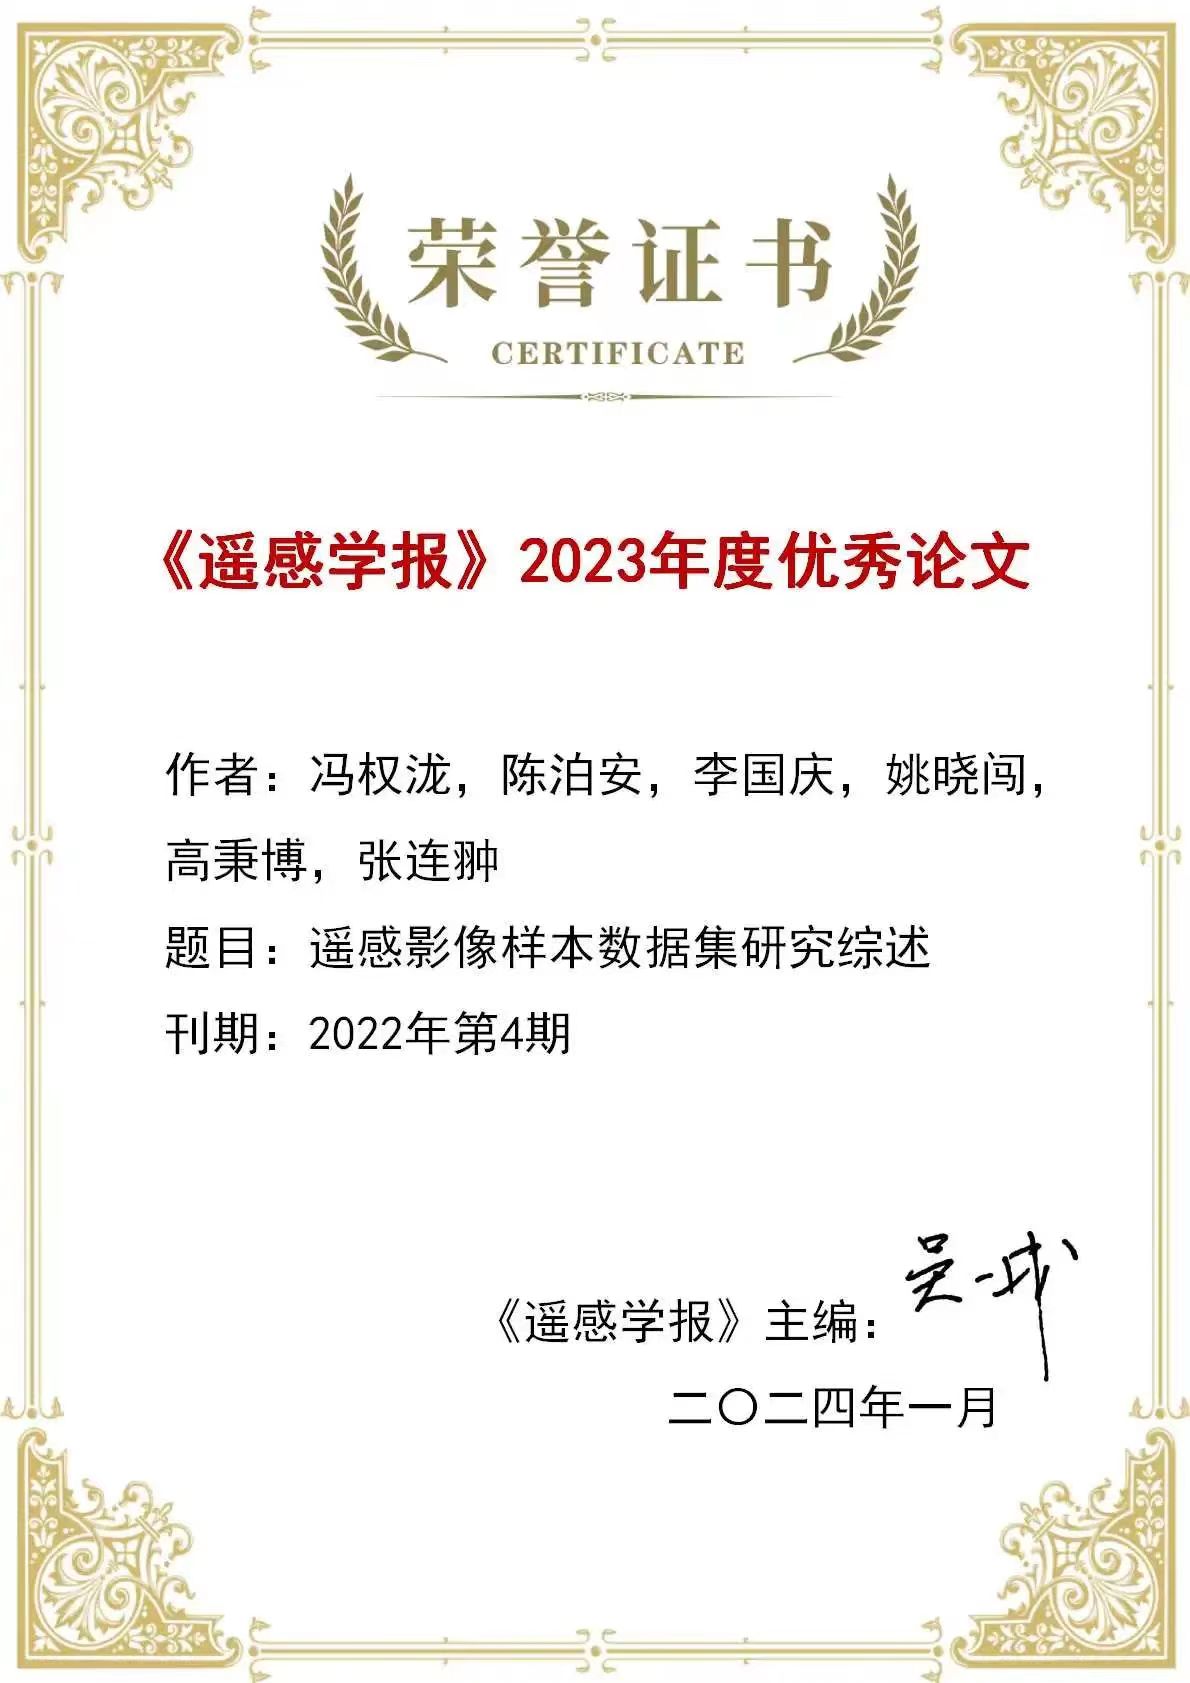 荣誉证书
CERTIFICATE
《遥感学报》2023年度优秀论文
作者：冯权泷，陈泊安，李国庆，姚晓闯，
高秉博，张连翀
题目：遥感影像样本数据集研究综述
刊期：2022年第4期
《遥感学报》主编：吴一戎
二〇二四年一月